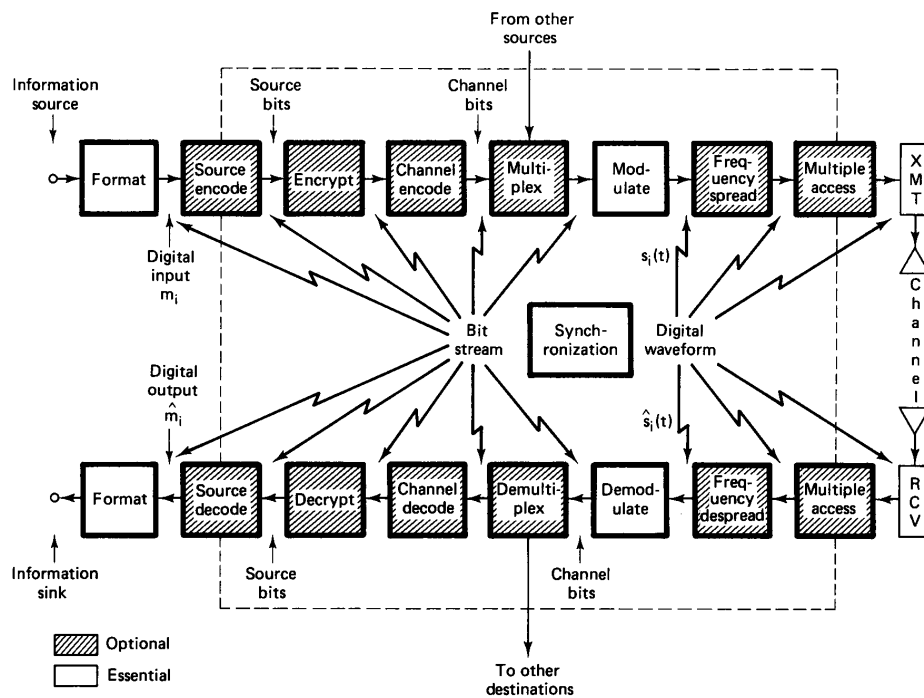 From other
sources
Information
source
Source
bits
Channel
bits
Format
Source
encode
Encrypt
Channel
encode
Multi-
plex
Mod-
ulate
Freq-
uency
spread
Multiple
access
X
M
T
Digital
input
m_i
s_i(t)
C
h
a
n
n
e
l
Bit
stream
Synch-
ronization
Digital
waveform
Digital
output
m̂_i
ŝ_i(t)
Format
Source
decode
Decrypt
Channel
decode
Demulti-
plex
Demod-
ulate
Freq-
uency
despread
Multiple
access
R
C
V
Information
sink
Source
bits
Channel
bits
Optional
Essential
To other
destinations